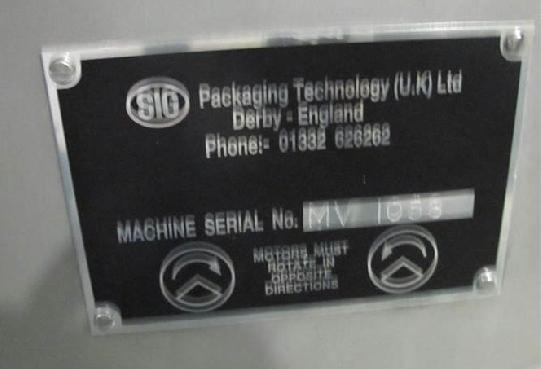 SIG
Packaging Technology (U.K) Ltd
Derby - England
Phone:- 01332 626262
MACHINE SERIAL No. MV
MOTORS MUST
ROTATE IN
OPPOSITE
DIRECTIONS